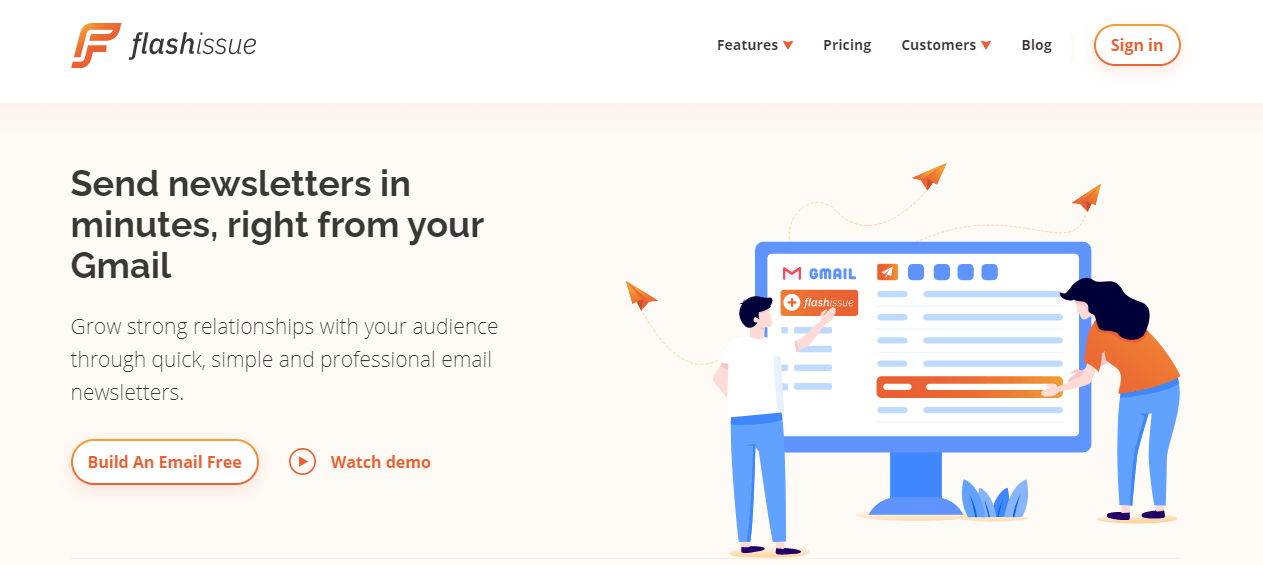 flashissue
Features
Pricing
Customers
Blog
Sign in
Send newsletters in
minutes, right from your
Gmail
Grow strong relationships with your audience
through quick, simple and professional email
newsletters.
Build An Email Free
Watch demo
GMAIL
flashissue